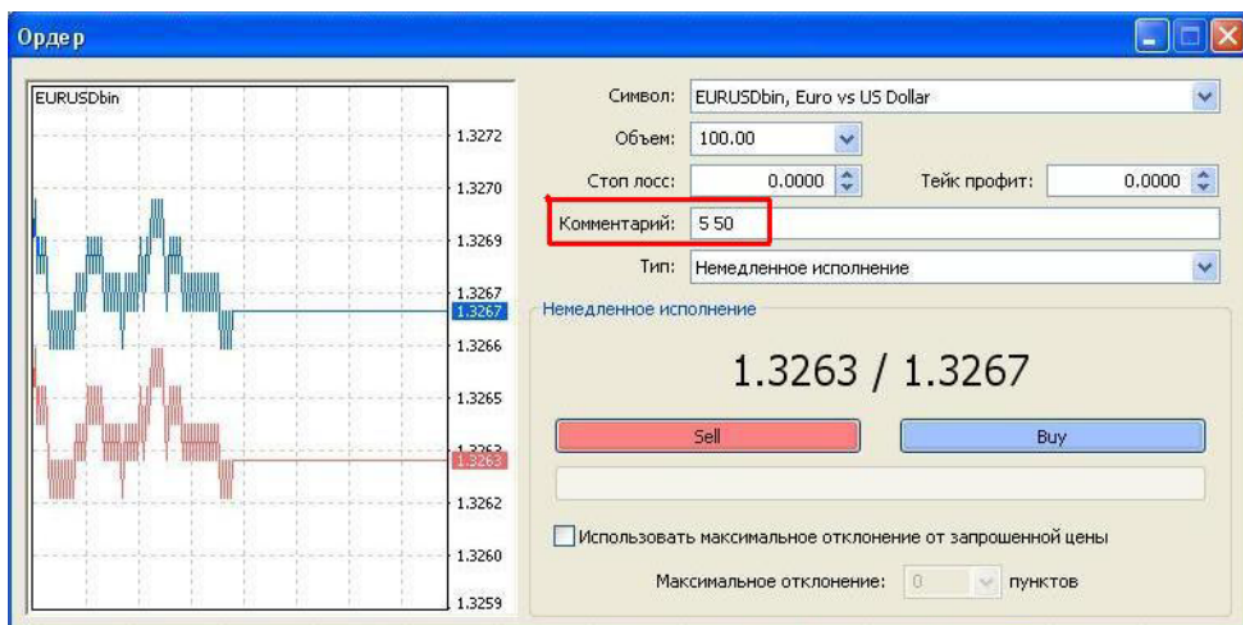 Ордер
EURUSDbin
1.3272
1.3270
1.3269
1.3267
1.3267
1.3266
1.3265
1.3263
1.3262
1.3260
1.3259
Символ: EURUSDbin, Euro vs US Dollar
Объем: 100.00
Стоп лосс: 0.0000 Тейк профит: 0.0000
Комментарий: 5 50
Тип: Немедленное исполнение
Немедленное исполнение
1.3263 / 1.3267
Sell Buy
Использовать максимальное отклонение от запрошенной цены
Максимальное отклонение: 0 пунктов